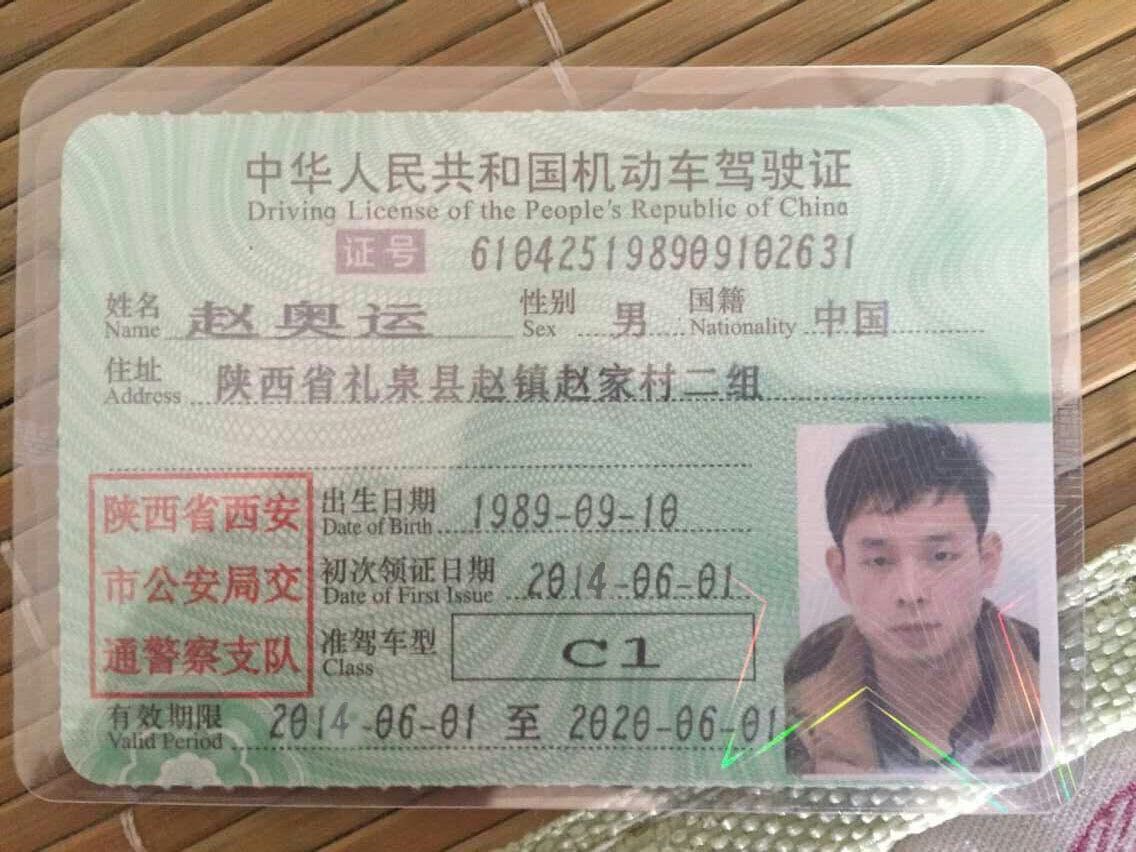 中华人民共和国机动车驾驶证
Driving License of the People's Republic of China
证号 610425198909102631
姓名 赵奥运 性别 男 国籍 中国
Name Sex Nationality
住址 陕西省礼泉县赵镇赵家村二组
Address
陕西省西安
市公安局交
通警察支队
出生日期 1989-09-10
Date of Birth
初次领证日期 2014-06-01
Date of First Issue
准驾车型 C1
Class
有效期限 2014-06-01 至 2020-06-01
Valid Period